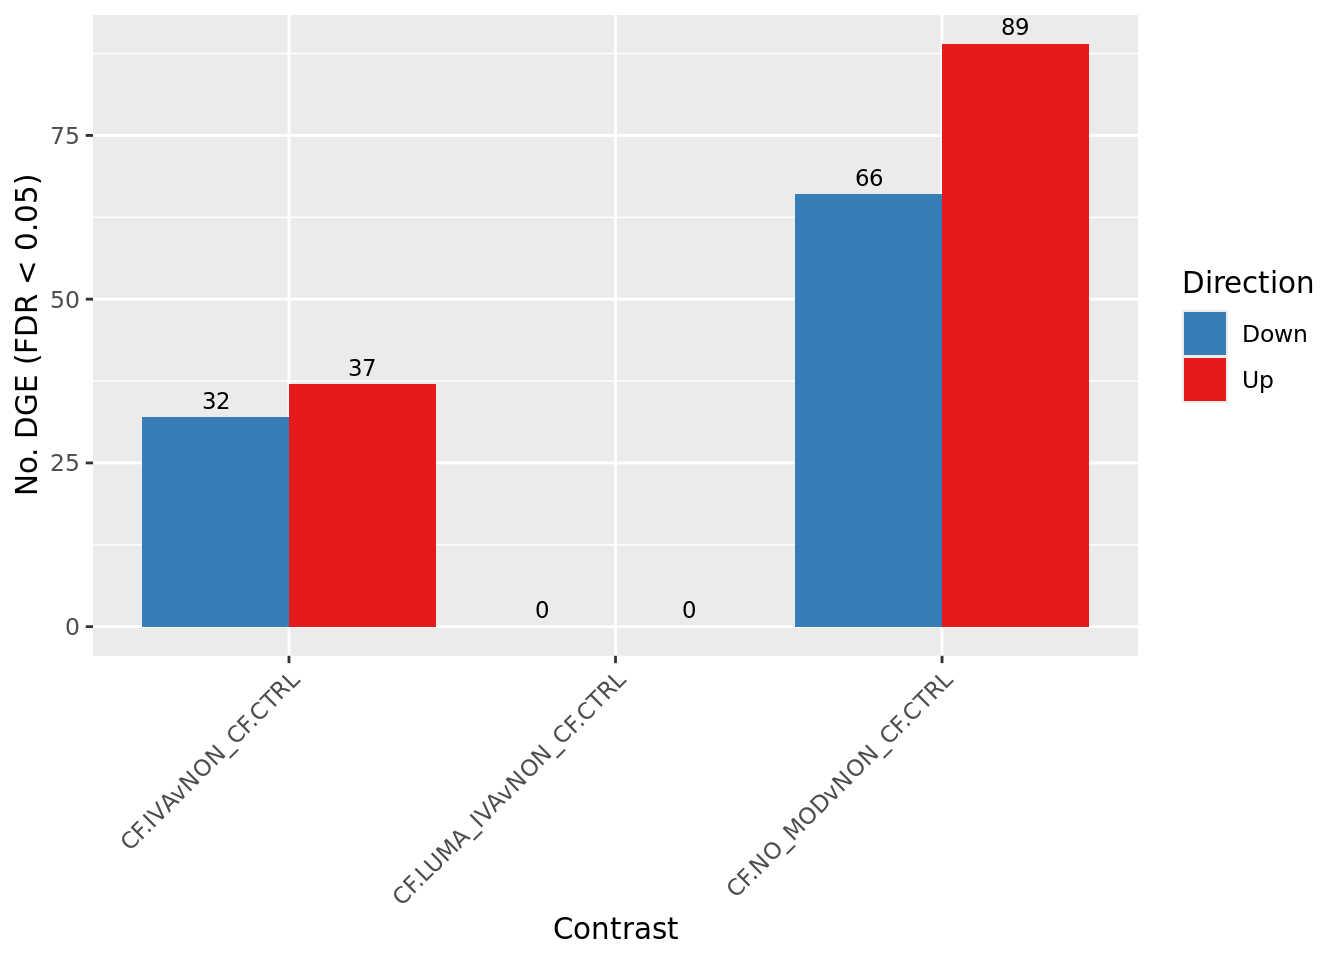 89
75
66
50
37
32
25
0
0
0
No. DGE (FDR < 0.05)
CF.IVAvNON_CF.CTRL
CF.LUMA_IVAvNON_CF.CTRL
CF.NO_MODvNON_CF.CTRL
Contrast
Direction
Down
Up